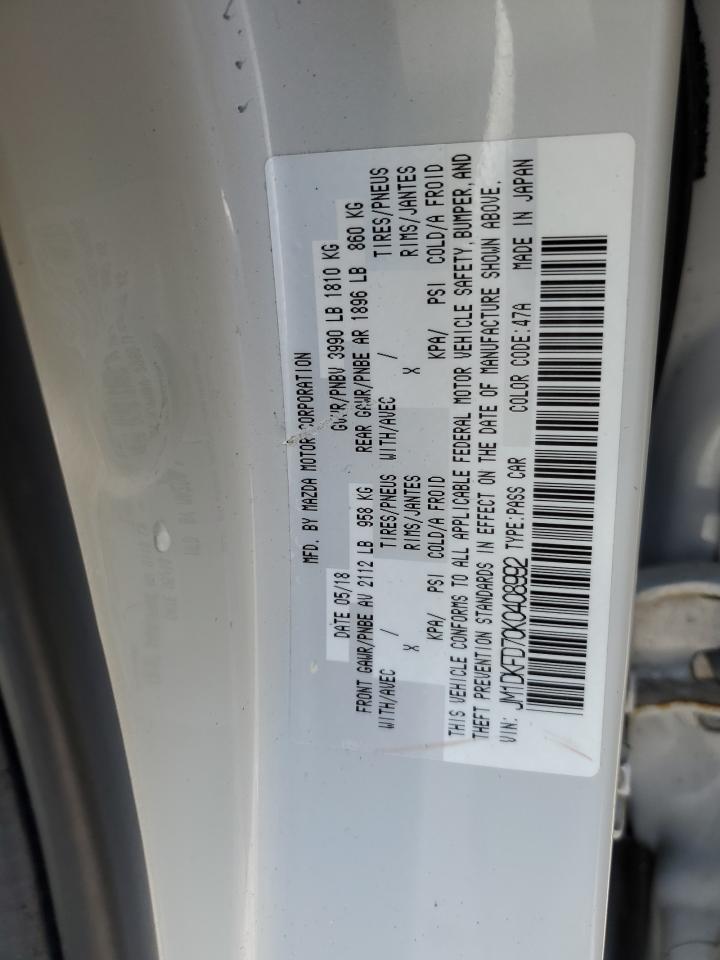 MFD. BY MAZDA MOTOR CORPORATION
DATE 05/18 GVWR/PNBV 3990 LB 1810 KG
FRONT GAWR/PNBE AV 2112 LB 958 KG REAR GAWR/PNBE AR 1896 LB 860 KG
WITH/AVEC / TIRES/PNEUS WITH/AVEC / TIRES/PNEUS
X RIMS/JANTES X RIMS/JANTES
KPA/ PSI COLD/A FROID KPA/ PSI COLD/A FROID
THIS VEHICLE CONFORMS TO ALL APPLICABLE FEDERAL MOTOR VEHICLE SAFETY, BUMPER, AND
THEFT PREVENTION STANDARDS IN EFFECT ON THE DATE OF MANUFACTURE SHOWN ABOVE.
VIN: JM1DKFD70K0408992 TYPE:PASS CAR COLOR CODE:47A MADE IN JAPAN